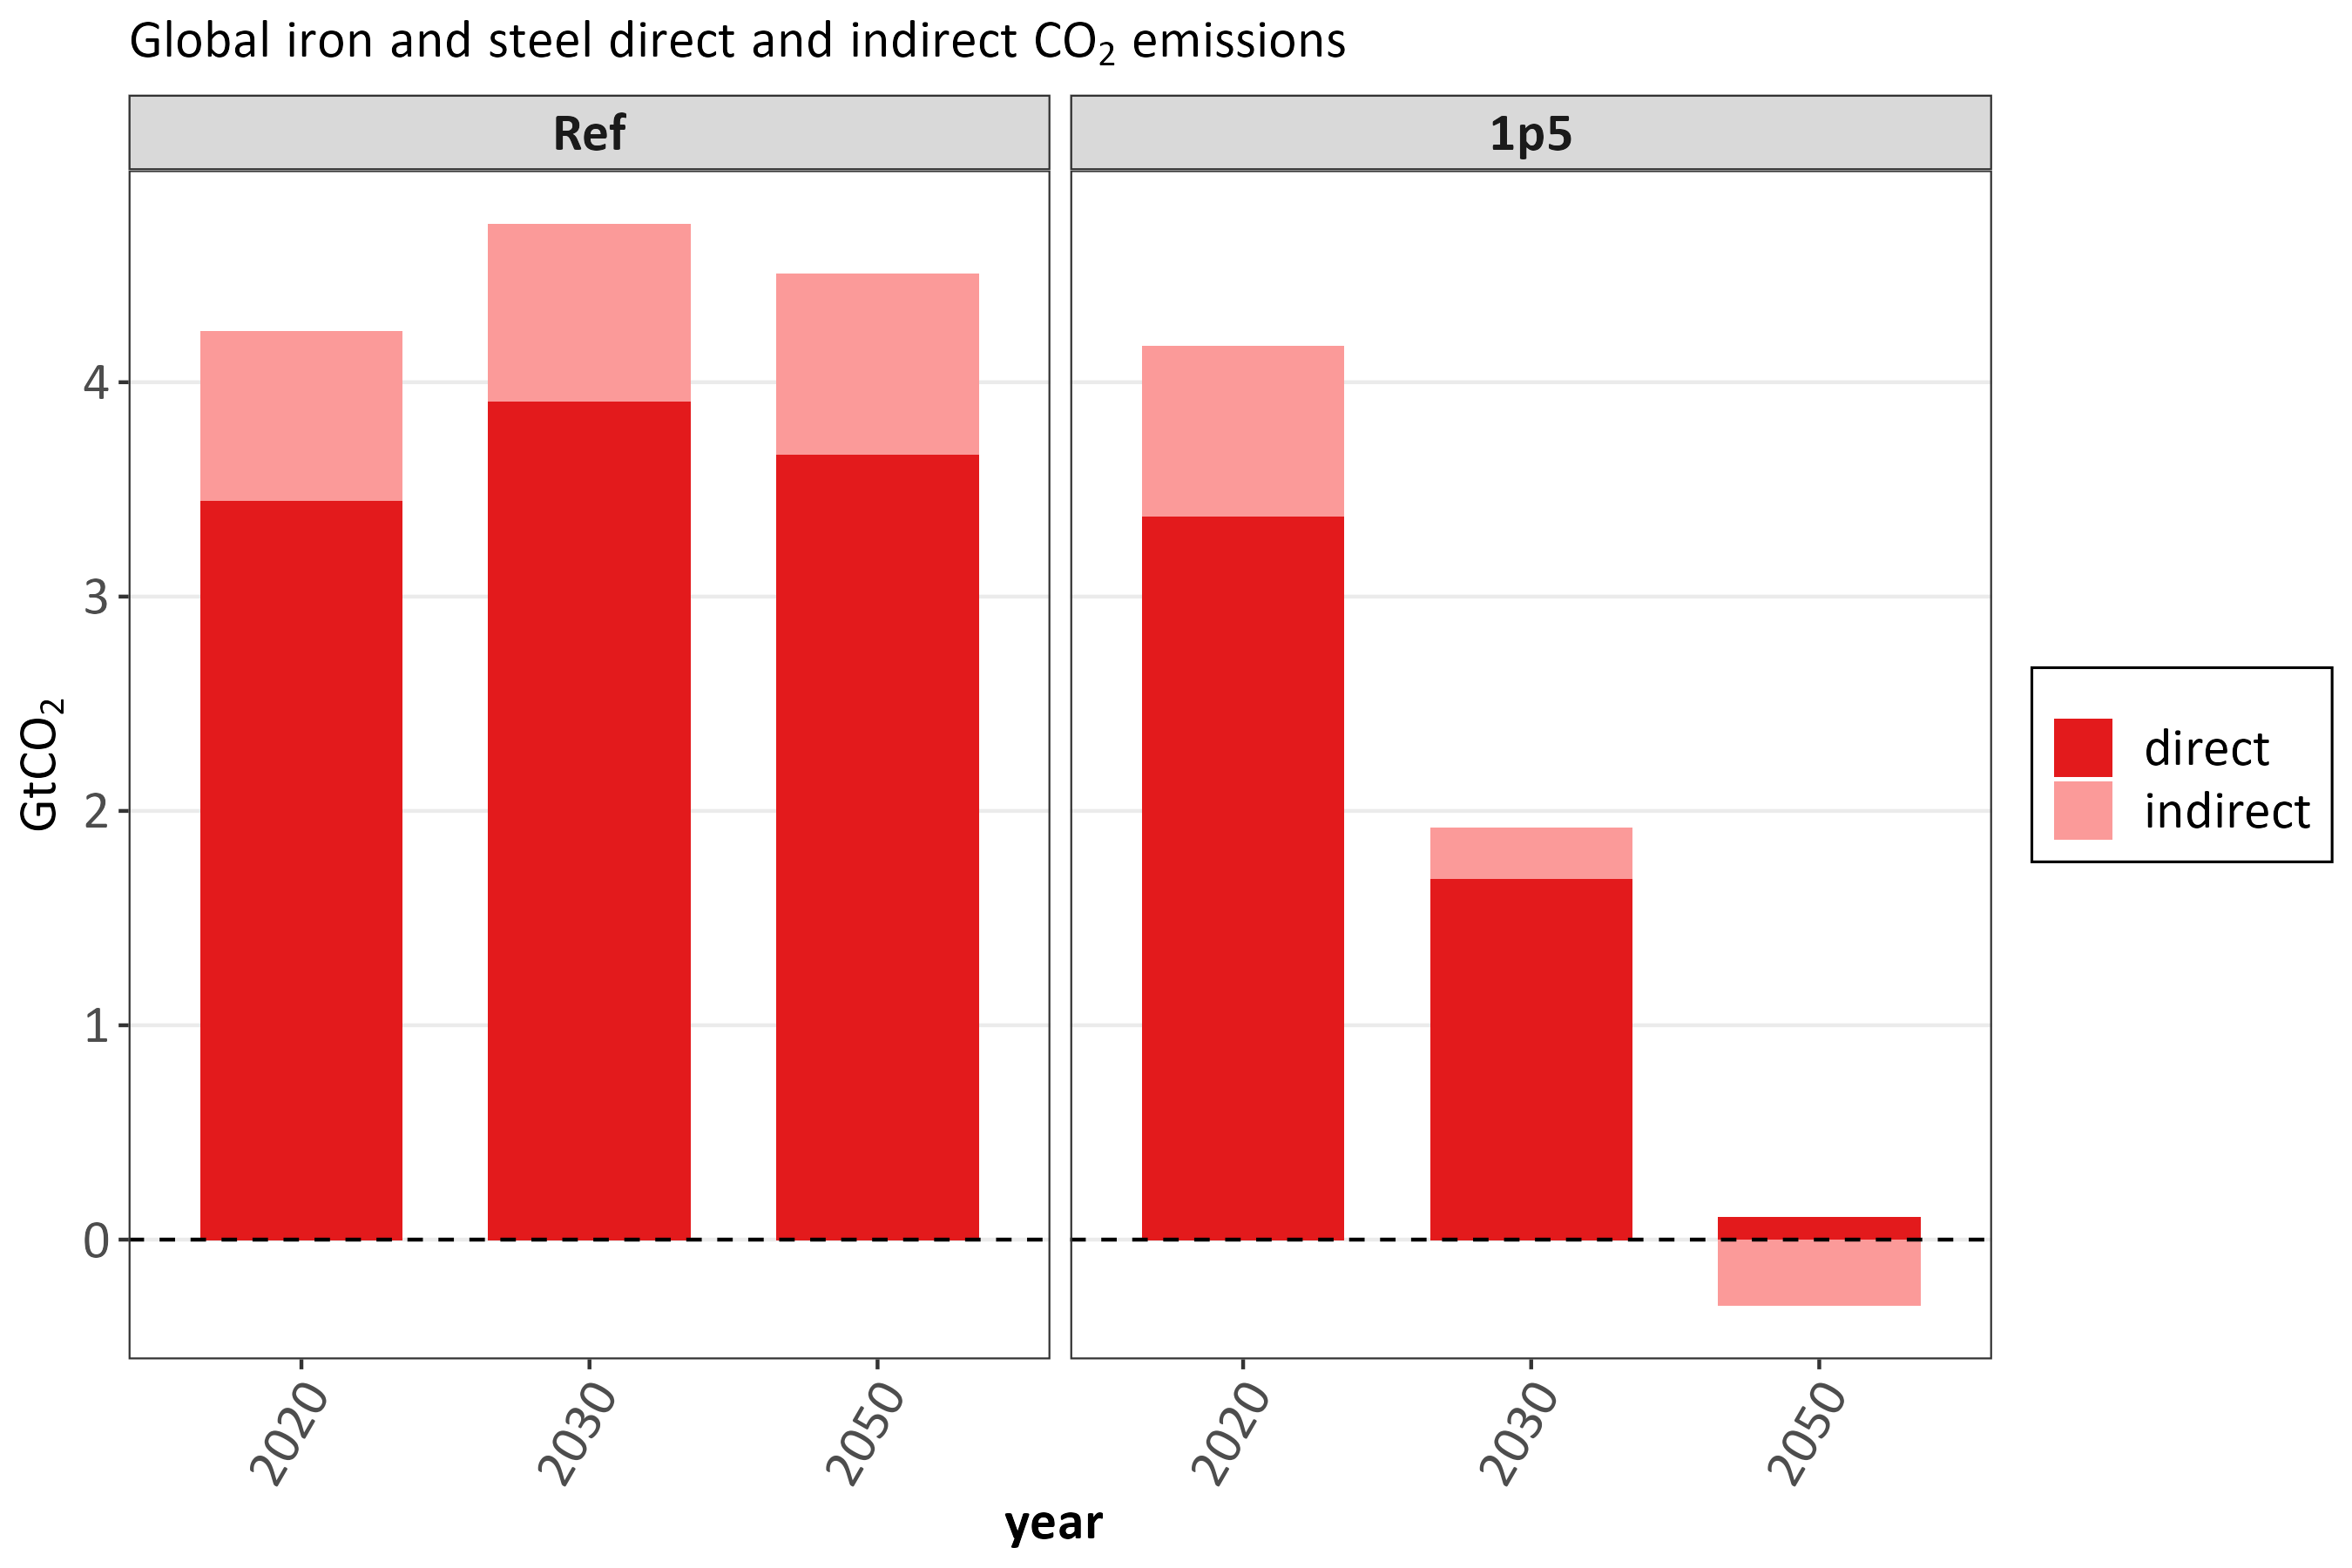 Global iron and steel direct and indirect CO₂ emissions
Ref
1p5
GtCO₂
4
3
2
1
0
2020
2030
2050
2020
2030
2050
year
direct
indirect